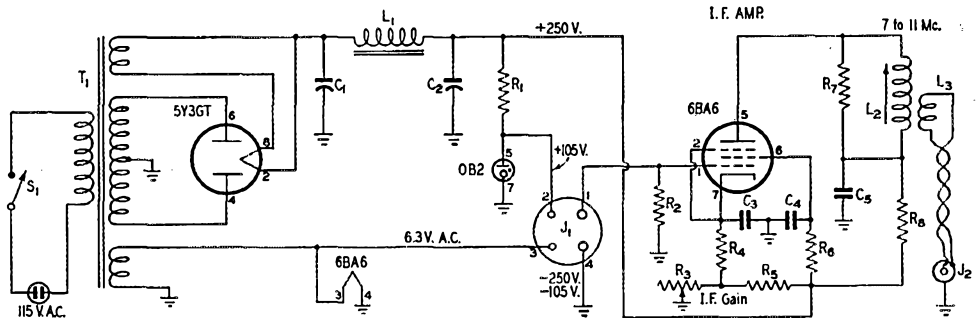 I.F. AMP.
7 to 11 Mc.
L1
+250 V.
T1
C1
C2
R1
5Y3GT
6
8
2
4
6BA6
5
2
1
6
7
R7
L2
L3
+105 V.
OB2
5
7
S1
2
1
J1
3
4
R2
C3
C4
C5
R8
6.3 V. A.C.
R4
R6
6BA6
3
4
-250 V.
-105 V.
R3
R5
I.F. Gain
J2
115 V. A.C.